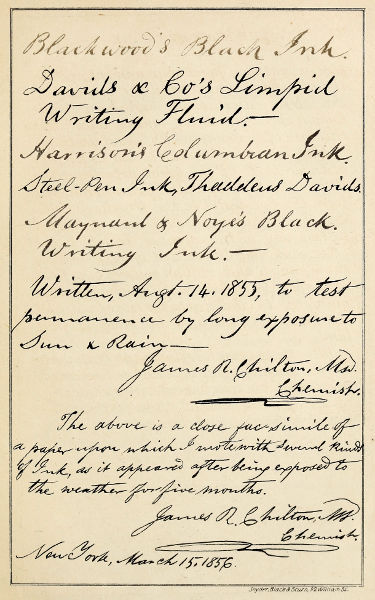 Blackwood's Black Ink.
Davids & Co's Limpid
Writing Fluid.—
Harrison's Columbian Ink.
Steel-Pen Ink, Thaddeus Davids.
Maynard & Noye's Black.
Writing Ink.—
Written, Augt. 14. 1855, to test
permanence by long exposure to
Sun & Rain—
James R. Chilton, MD.
Chemist.
The above is a close fac-simile of
a paper upon which I wrote with several kinds
of Ink, as it appeared after being exposed to
the weather for five months.
James R. Chilton, MD.
Chemist.
New York, March 15. 1856.
Snyder, Black & Sturn, 92 William St.